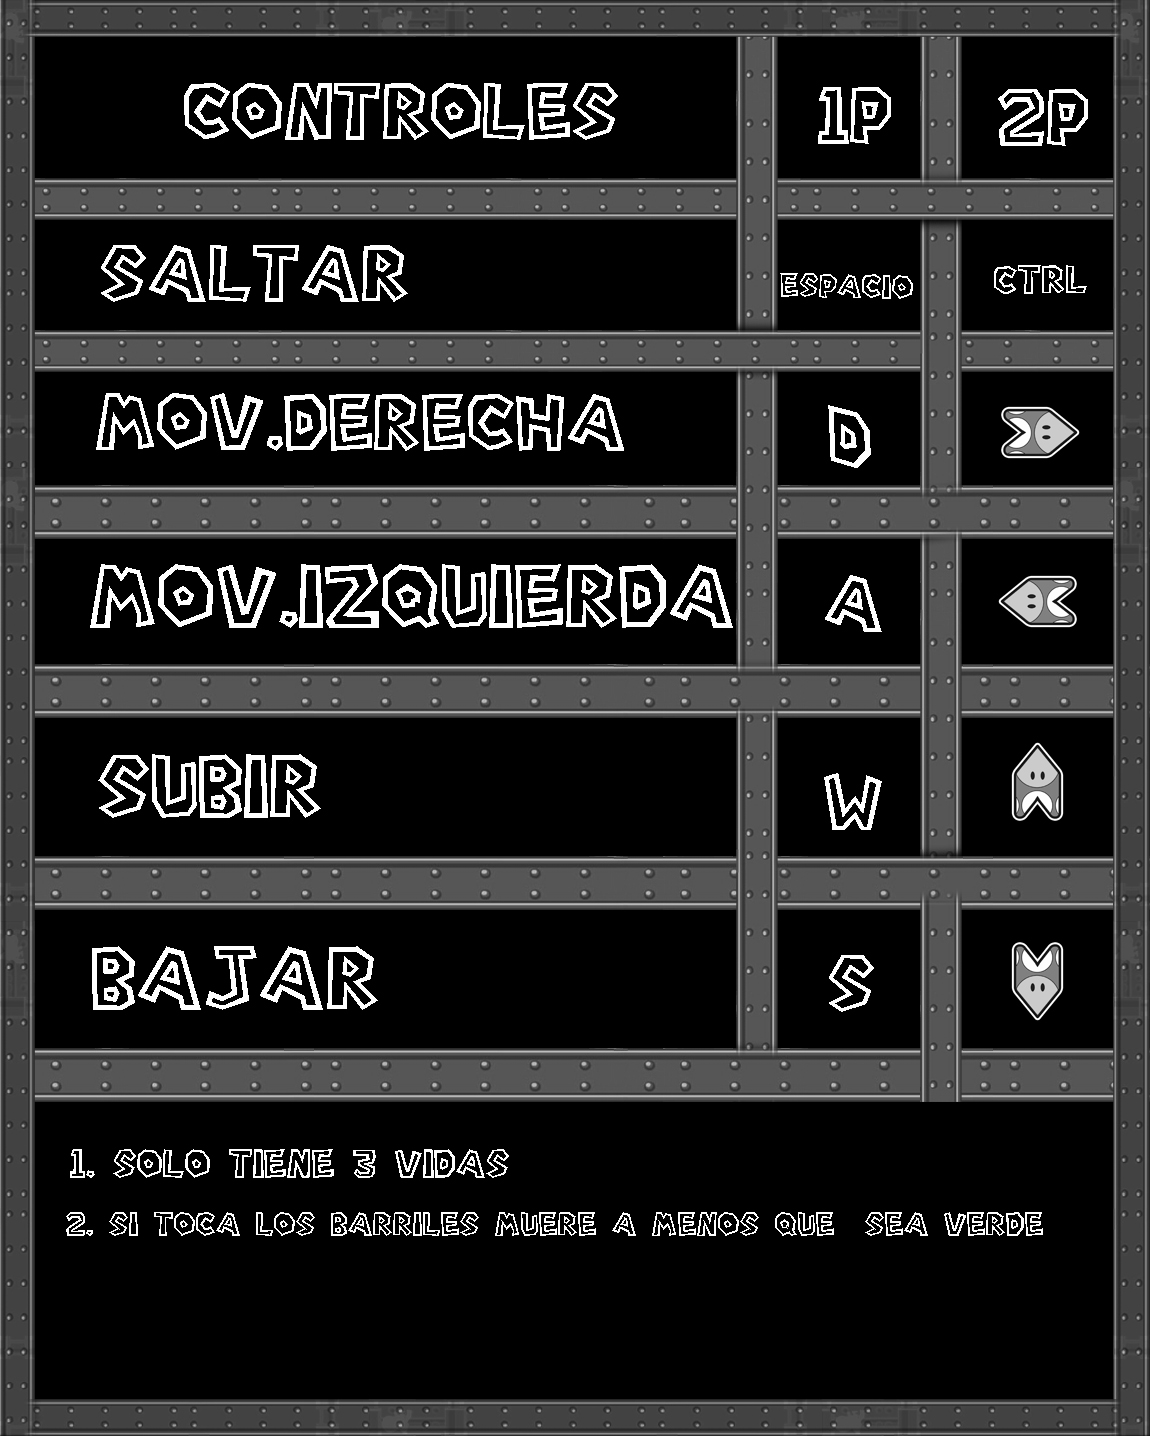 CONTROLES 1P 2P
SALTAR ESPACIO CTRL
MOV.DERECHA D
MOV.IZQUIERDA A
SUBIR W
BAJAR S
1. SOLO TIENE 3 VIDAS
2. SI TOCA LOS BARRILES MUERE A MENOS QUE SEA VERDE